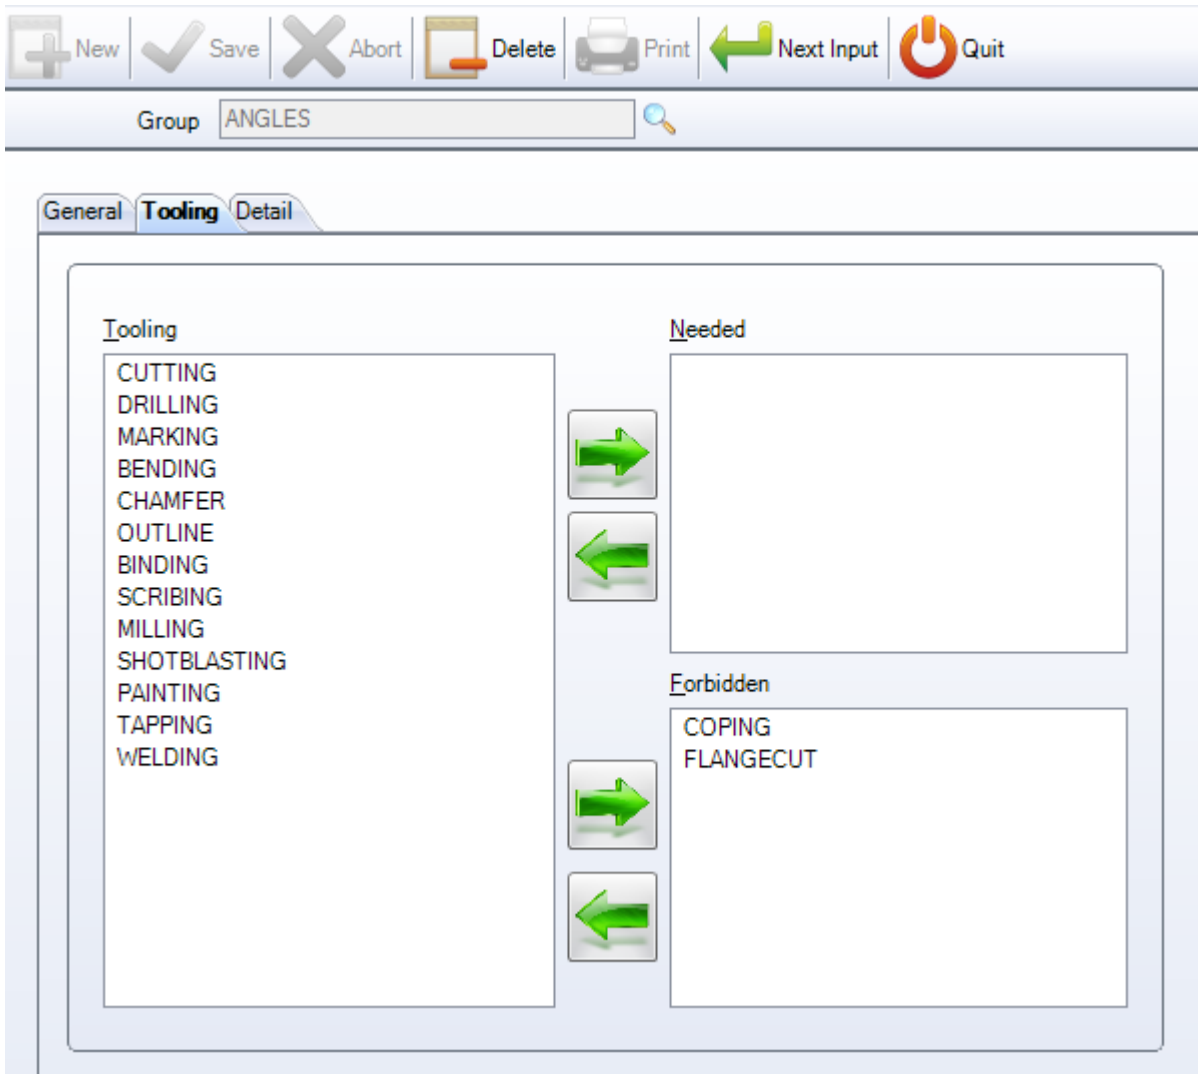 New Save Abort Delete Print Next Input Quit
Group ANGLES
General Tooling Detail
Tooling
CUTTING
DRILLING
MARKING
BENDING
CHAMFER
OUTLINE
BINDING
SCRIBING
MILLING
SHOTBLASTING
PAINTING
TAPPING
WELDING
Needed
Forbidden
COPING
FLANGECUT